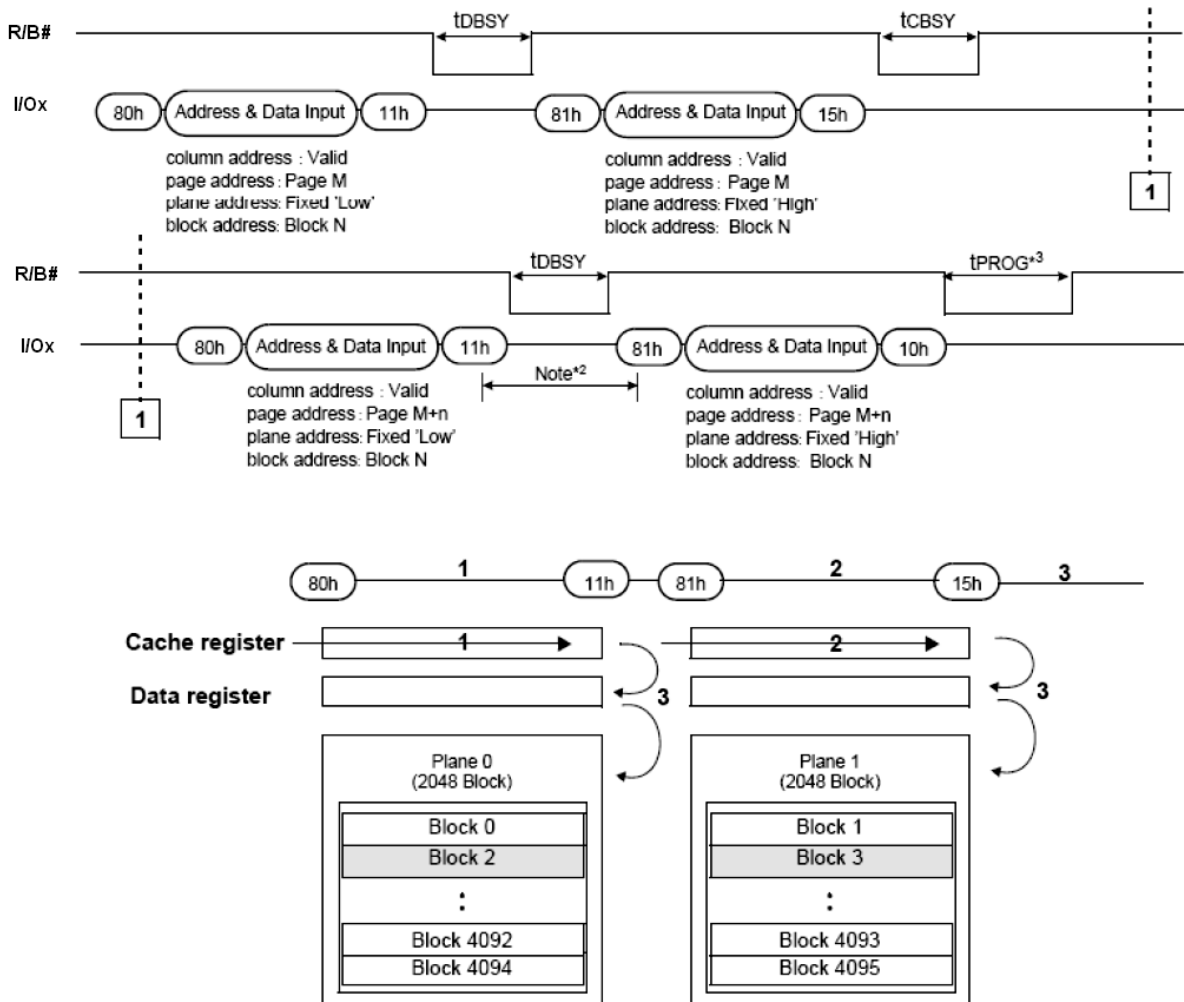 R/B#
tDBSY
tCBSY
I/Ox
80h
Address & Data Input
11h
81h
Address & Data Input
15h
column address : Valid
page address : Page M
plane address: Fixed 'Low'
block address: Block N
column address : Valid
page address : Page M
plane address: Fixed 'High'
block address: Block N
1
R/B#
tDBSY
tPROG*3
I/Ox
80h
Address & Data Input
11h
81h
Address & Data Input
10h
Note*2
1
column address : Valid
page address : Page M+n
plane address: Fixed 'Low'
block address: Block N
column address : Valid
page address : Page M+n
plane address: Fixed 'High'
block address: Block N
80h
1
11h
81h
2
15h
3
Cache register
1
2
Data register
3
3
Plane 0
(2048 Block)
Block 0
Block 2
:
Block 4092
Block 4094
Plane 1
(2048 Block)
Block 1
Block 3
:
Block 4093
Block 4095